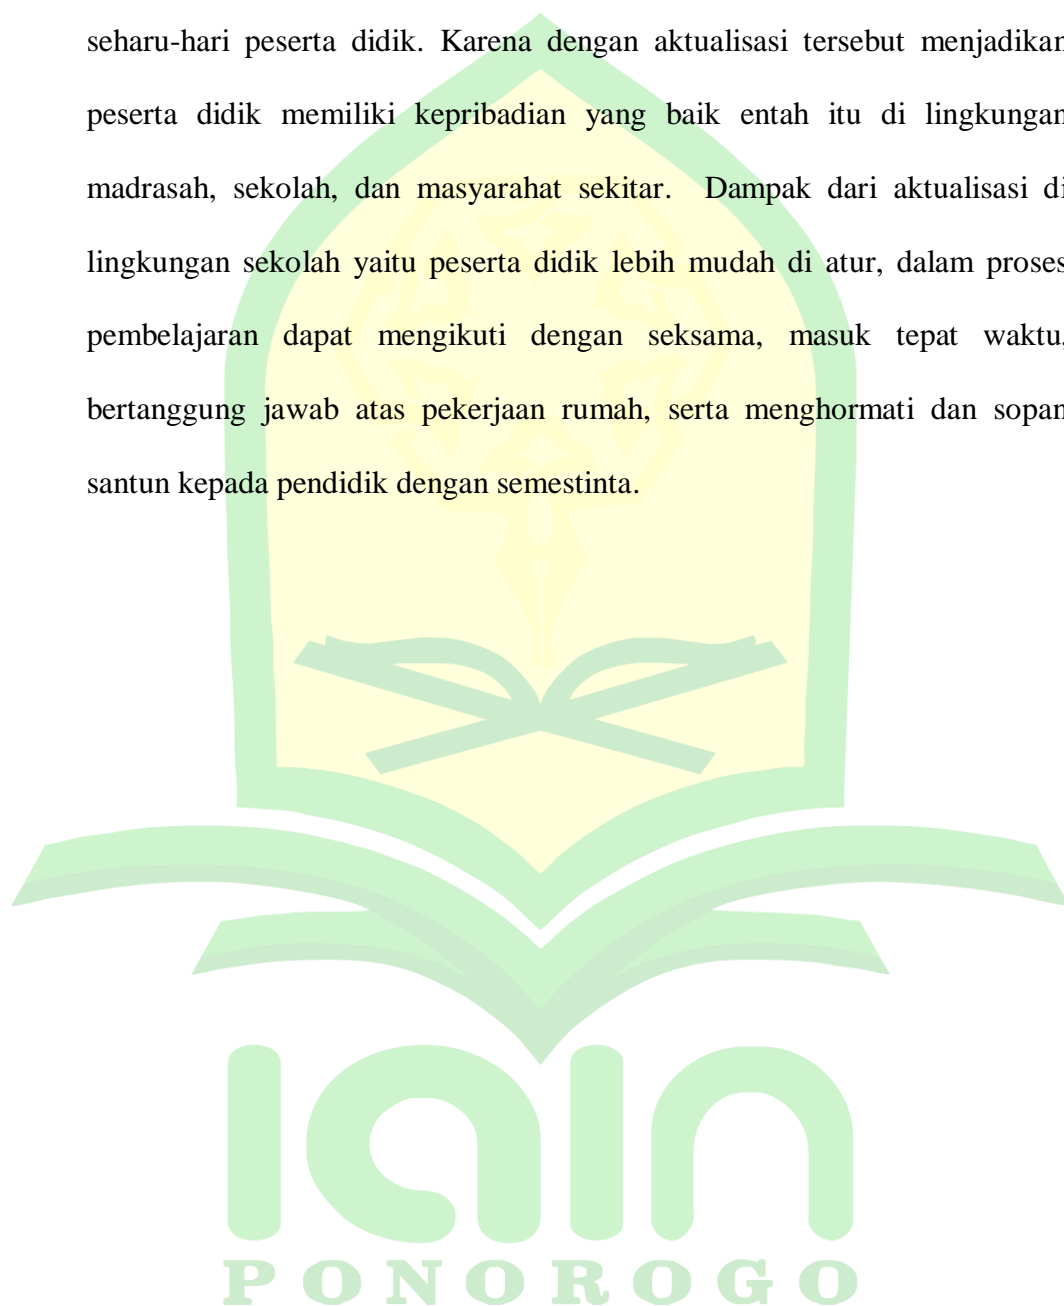 seharu-hari peserta didik. Karena dengan aktualisasi tersebut menjadikan
peserta didik memiliki kepribadian yang baik entah itu di lingkungan
madrasah, sekolah, dan masyarahat sekitar. Dampak dari aktualisasi di
lingkungan sekolah yaitu peserta didik lebih mudah di atur, dalam proses
pembelajaran dapat mengikuti dengan seksama, masuk tepat waktu,
bertanggung jawab atas pekerjaan rumah, serta menghormati dan sopan
santun kepada pendidik dengan semestinta.
iain
PONOROGO